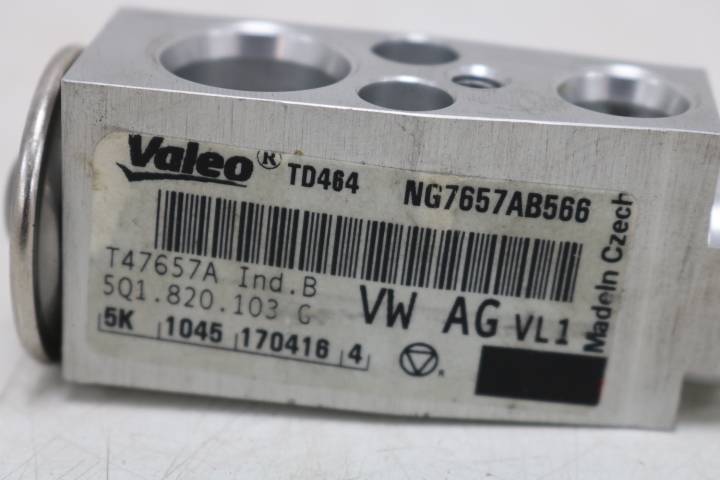 Valeo® TD464 NG7657AB566
T47657A Ind.B
5Q1.820.103 C
VW AG VL1
5K 1045 170416 4
MadeIn Czech